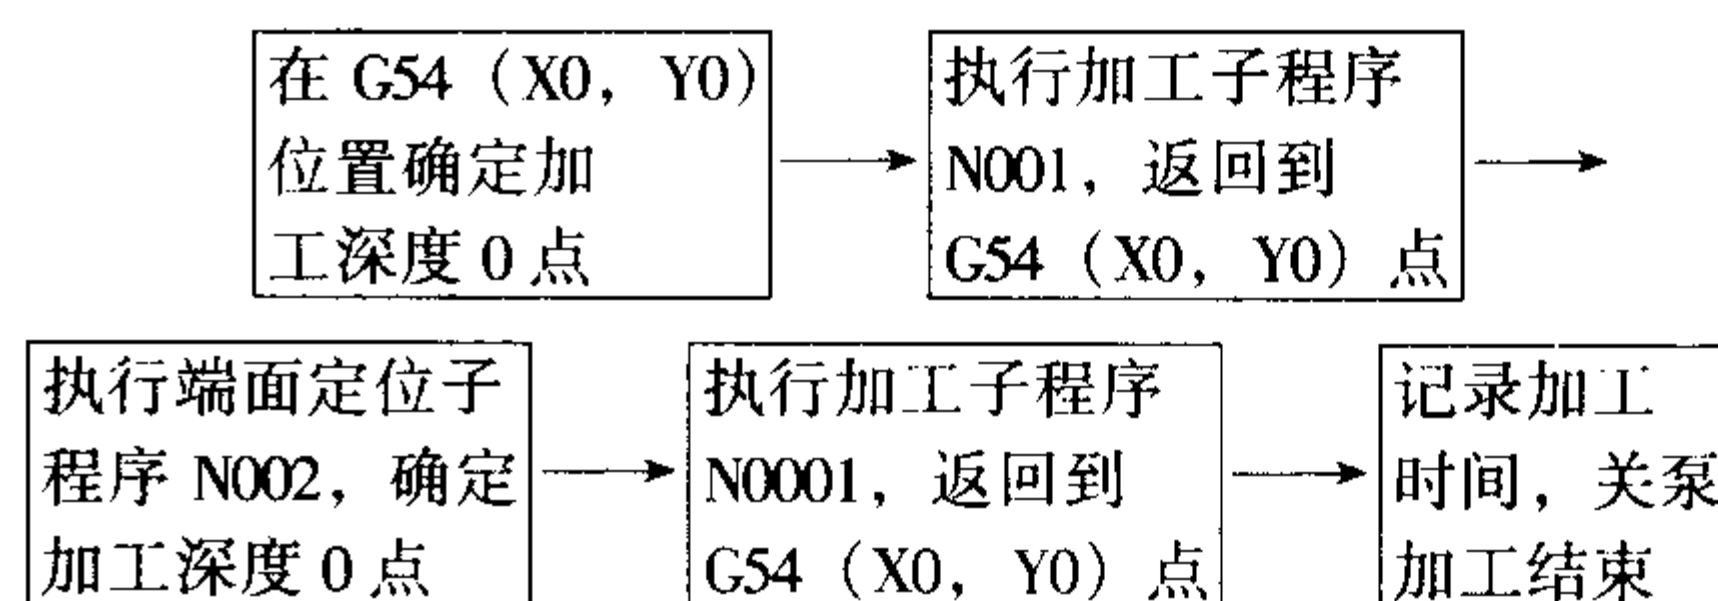 在 G54（X0，Y0）
位置确定加
工深度 0 点
执行加工子程序
N001，返回到
G54（X0，Y0）点
执行端面定位子
程序 N002，确定
加工深度 0 点
执行加工子程序
N0001，返回到
G54（X0，Y0）点
记录加工
时间，关泵
加工结束